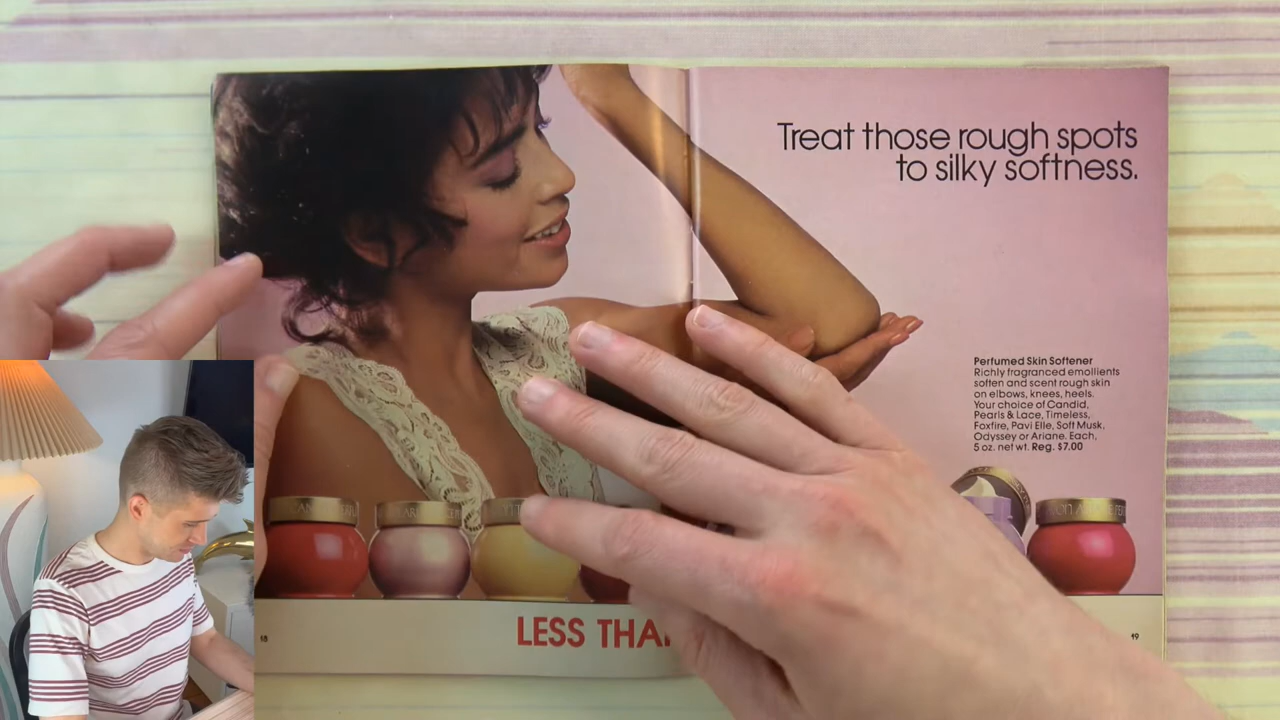 Treat those rough spots
to silky softness.
Perfumed Skin Softener
Richly fragranced emollients
soften and scent rough skin
on elbows, knees, heels.
Your choice of Candid,
Pearls & Lace, Timeless,
Foxfire, Pavi Elle, Soft Musk,
Odyssey or Ariane. Each,
5 oz. net wt. Reg. $7.00
LESS THA
18
19